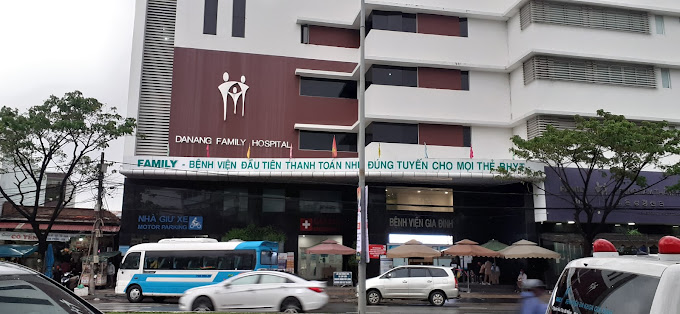 DANANG FAMILY HOSPITAL
FAMILY - BỆNH VIỆN ĐẦU TIÊN THANH TOÁN NHƯ ĐÚNG TUYẾN CHO MỌI THẺ BHYT
NHÀ GIỮ XE
MOTOR PARKING
BỆNH VIỆN GIA ĐÌNH